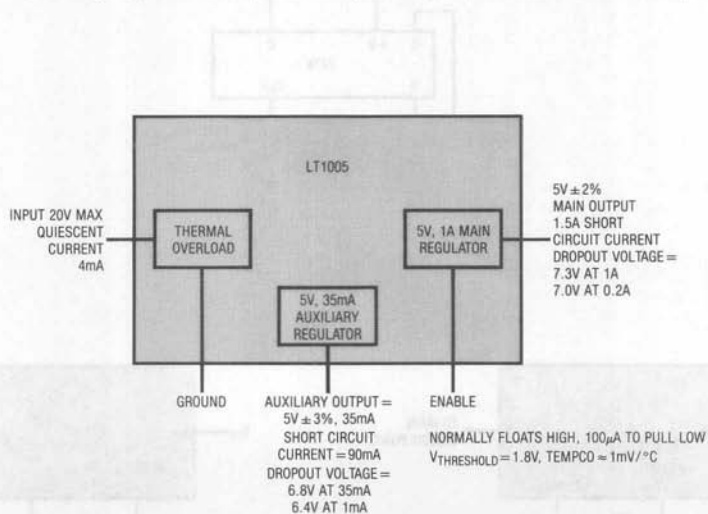 LT1005
INPUT 20V MAX
QUIESCENT
CURRENT
4mA
THERMAL
OVERLOAD
5V, 1A MAIN
REGULATOR
5V ± 2%
MAIN OUTPUT
1.5A SHORT
CIRCUIT CURRENT
DROPOUT VOLTAGE =
7.3V AT 1A
7.0V AT 0.2A
5V, 35mA
AUXILIARY
REGULATOR
GROUND
AUXILIARY OUTPUT =
5V ± 3%, 35mA
SHORT CIRCUIT
CURRENT = 90mA
DROPOUT VOLTAGE =
6.8V AT 35mA
6.4V AT 1mA
ENABLE
NORMALLY FLOATS HIGH, 100µA TO PULL LOW
VTHRESHOLD = 1.8V, TEMPCO ≈ 1mV/°C